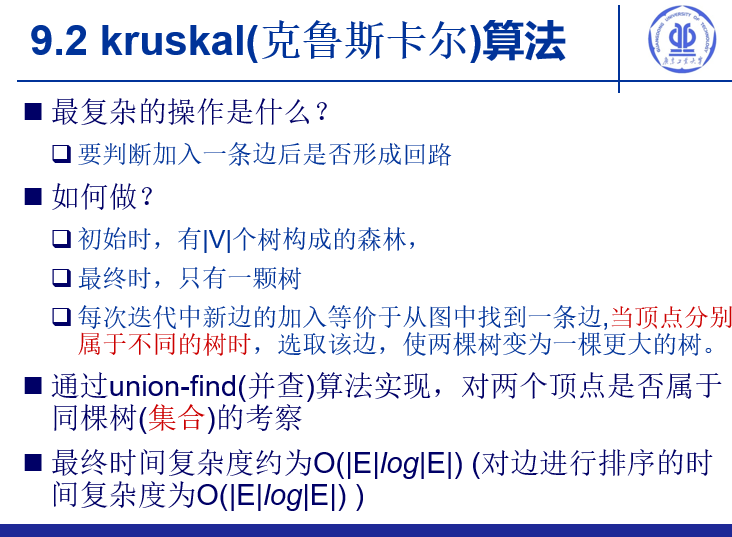 9.2 kruskal(克鲁斯卡尔)算法
GUANGDONG UNIVERSITY OF TECHNOLOGY
广东工业大学
■ 最复杂的操作是什么？
❑ 要判断加入一条边后是否形成回路
■ 如何做？
❑ 初始时，有|V|个树构成的森林，
❑ 最终时，只有一颗树
❑ 每次迭代中新边的加入等价于从图中找到一条边,当顶点分别
属于不同的树时，选取该边，使两棵树变为一棵更大的树。
■ 通过union-find(并查)算法实现，对两个顶点是否属于
同棵树(集合)的考察
■ 最终时间复杂度约为O(|E|log|E|) (对边进行排序的时
间复杂度为O(|E|log|E|) )